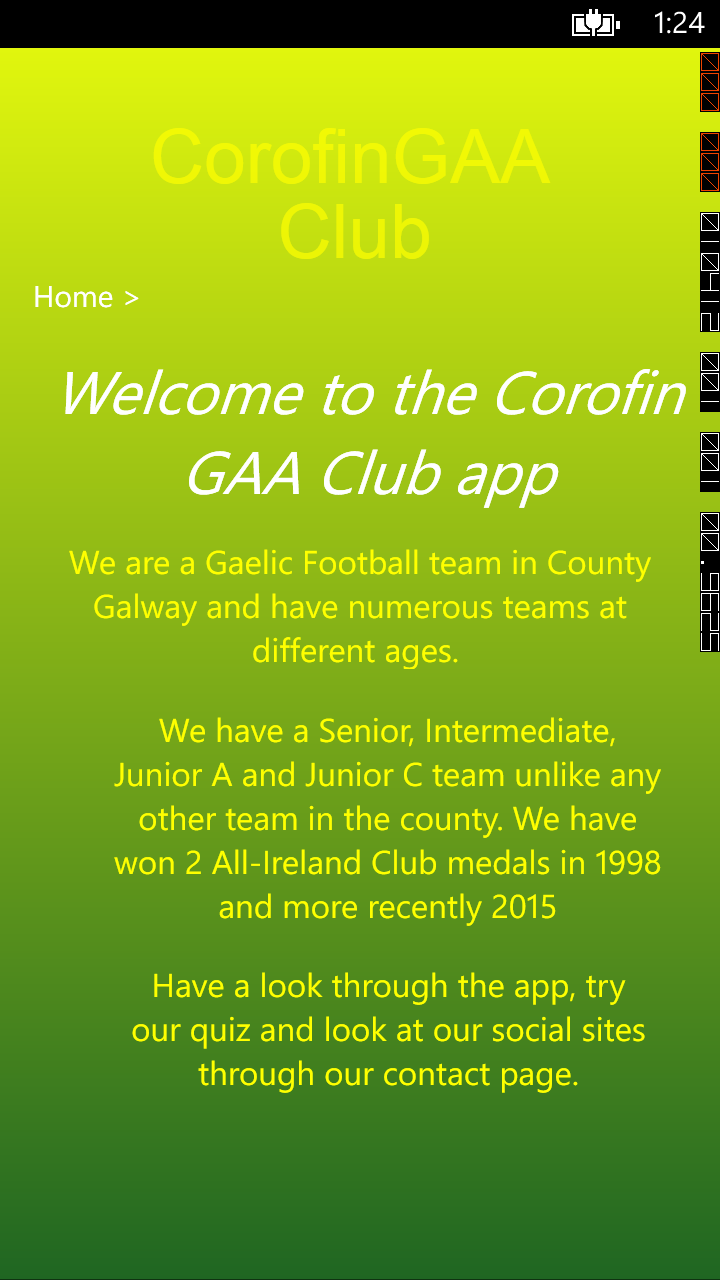 1:24
CorofinGAA
Club
Home >
Welcome to the Corofin
GAA Club app
We are a Gaelic Football team in County
Galway and have numerous teams at
different ages.
We have a Senior, Intermediate,
Junior A and Junior C team unlike any
other team in the county. We have
won 2 All-Ireland Club medals in 1998
and more recently 2015
Have a look through the app, try
our quiz and look at our social sites
through our contact page.